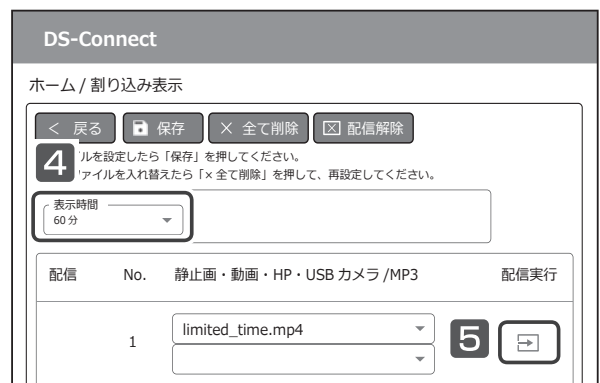 DS-Connect
ホーム / 割り込み表示
< 戻る 保存 × 全て削除 配信解除
4 ルを設定したら「保存」を押してください。
ファイルを入れ替えたら「× 全て削除」を押して、再設定してください。
表示時間
60 分
配信 No. 静止画・動画・HP・USB カメラ /MP3 配信実行
1 limited_time.mp4 5